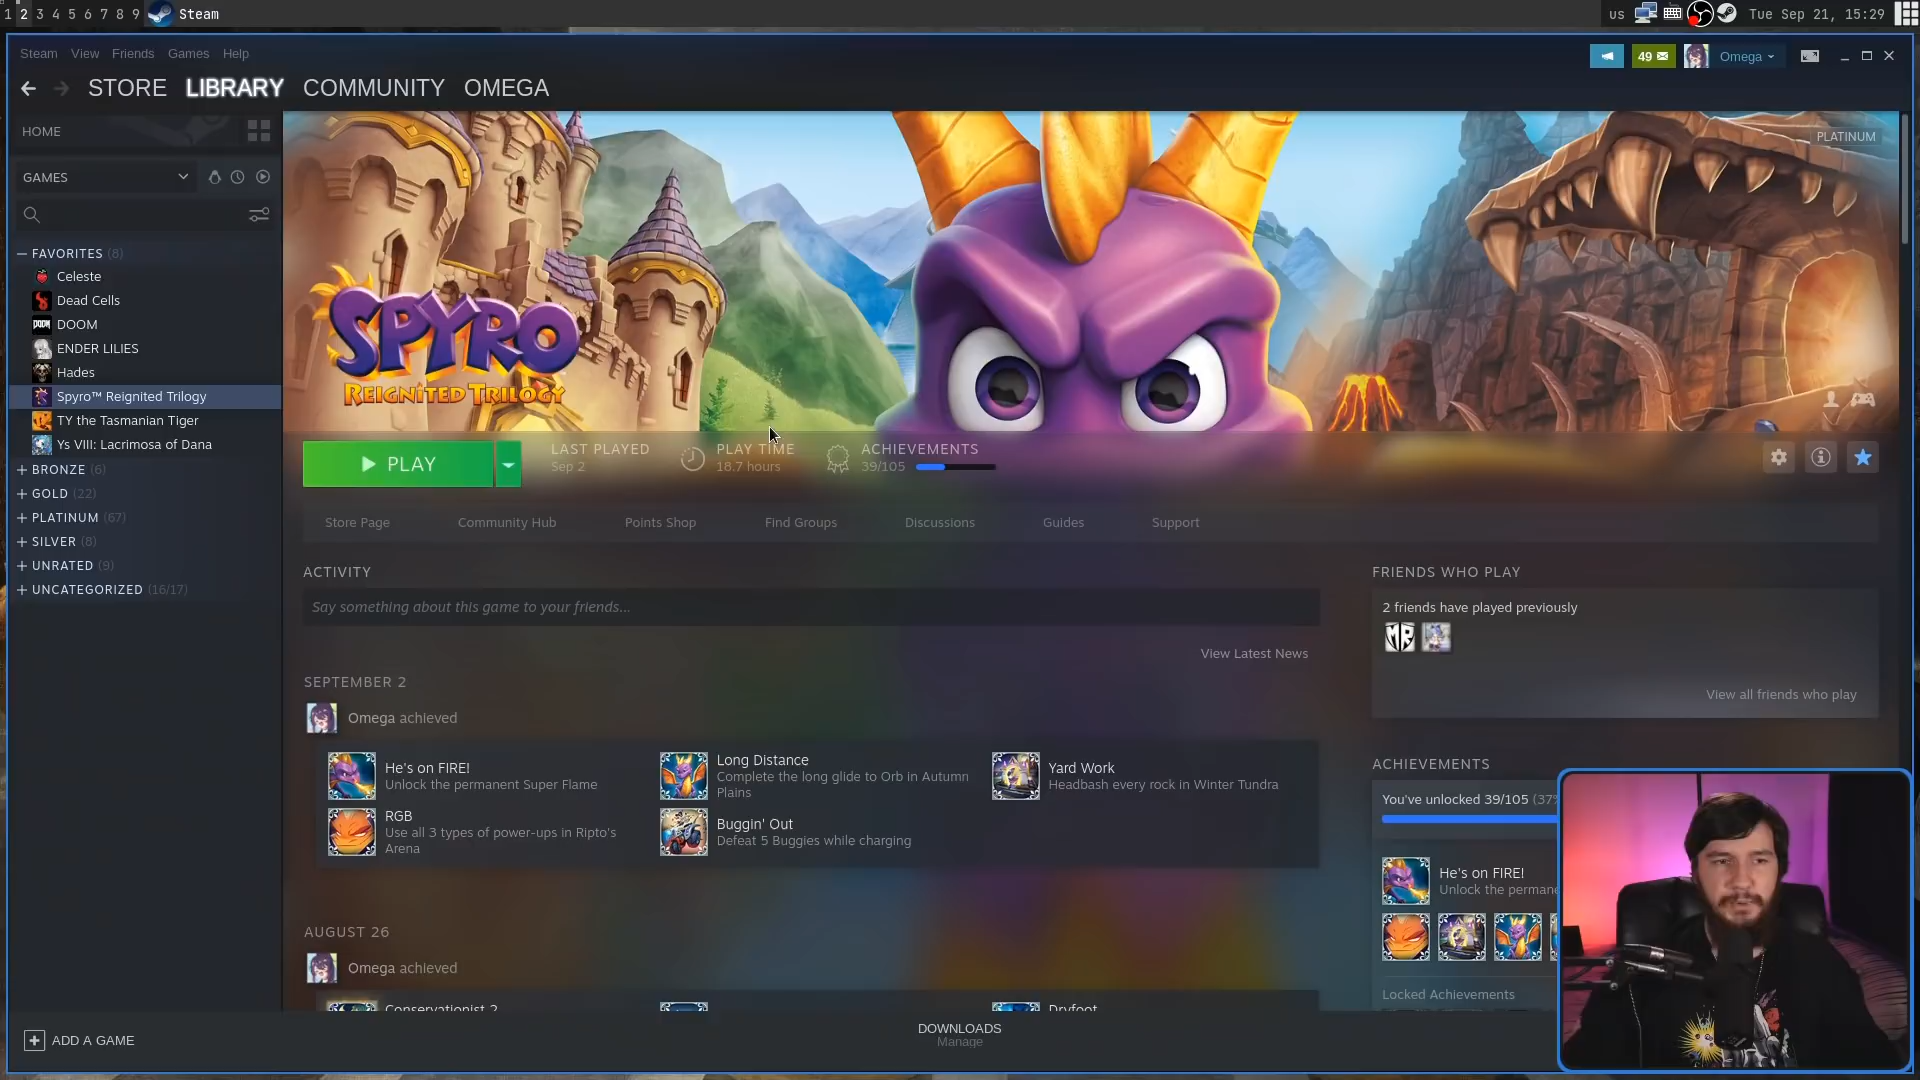 1 2 3 4 5 6 7 8 9 Steam
us Tue Sep 21, 15:29
Steam View Friends Games Help
49 Omega
STORE LIBRARY COMMUNITY OMEGA
HOME
PLATINUM
GAMES
FAVORITES (8)
Celeste
Dead Cells
DOOM
DOOM
ENDER LILIES
Hades
Spyro™ Reignited Trilogy
TY the Tasmanian Tiger
Ys VIII: Lacrimosa of Dana
BRONZE (6)
GOLD (22)
PLATINUM (67)
SILVER (8)
UNRATED (9)
UNCATEGORIZED (16/17)
SPYRO
REIGNITED TRILOGY
PLAY
LAST PLAYED
Sep 2
PLAY TIME
18.7 hours
ACHIEVEMENTS
39/105
Store Page Community Hub Points Shop Find Groups Discussions Guides Support
ACTIVITY
Say something about this game to your friends...
View Latest News
SEPTEMBER 2
Omega achieved
He's on FIRE!
Unlock the permanent Super Flame
Long Distance
Complete the long glide to Orb in Autumn
Plains
Yard Work
Headbash every rock in Winter Tundra
RGB
Use all 3 types of power-ups in Ripto's
Arena
Buggin' Out
Defeat 5 Buggies while charging
AUGUST 26
Omega achieved
Conservationist 2
Dryfoot
FRIENDS WHO PLAY
2 friends have played previously
MR
View all friends who play
ACHIEVEMENTS
You've unlocked 39/105 (37%
He's on FIRE!
Unlock the permane
Locked Achievements
ADD A GAME
DOWNLOADS
Manage